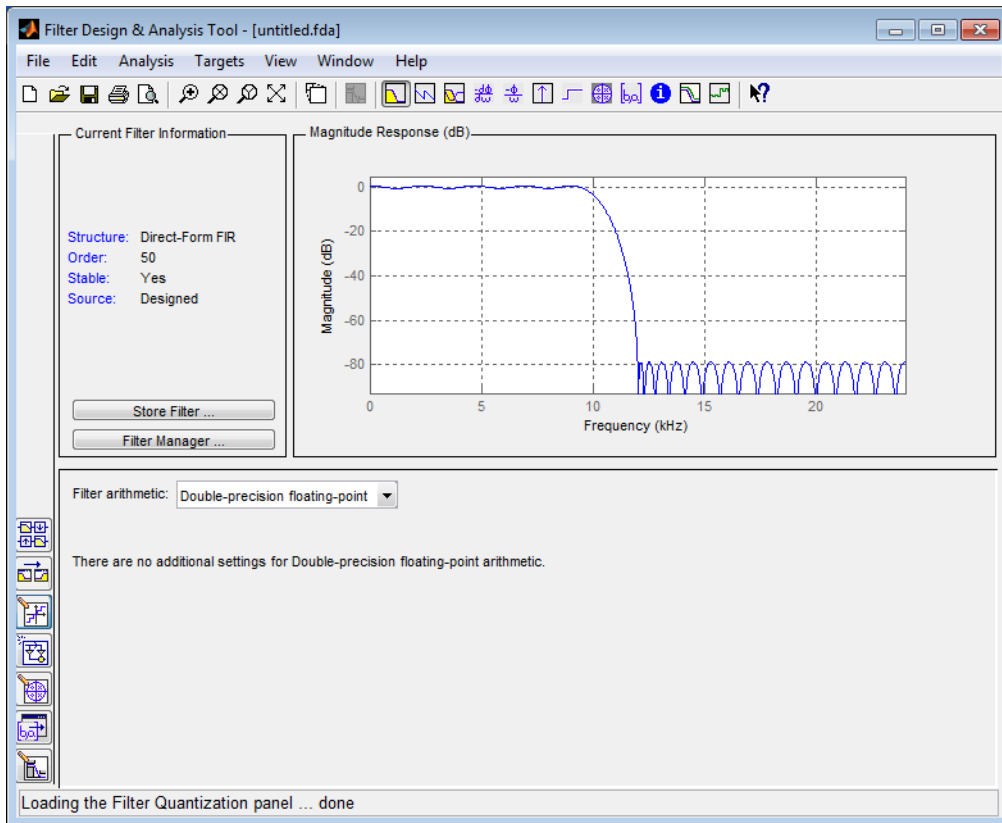 Filter Design & Analysis Tool - [untitled.fda]
File Edit Analysis Targets View Window Help
Current Filter Information
Structure: Direct-Form FIR
Order: 50
Stable: Yes
Source: Designed
Store Filter ...
Filter Manager ...
Magnitude Response (dB)
Magnitude (dB)
0
-20
-40
-60
-80
0 5 10 15 20
Frequency (kHz)
Filter arithmetic: Double-precision floating-point
There are no additional settings for Double-precision floating-point arithmetic.
Loading the Filter Quantization panel ... done